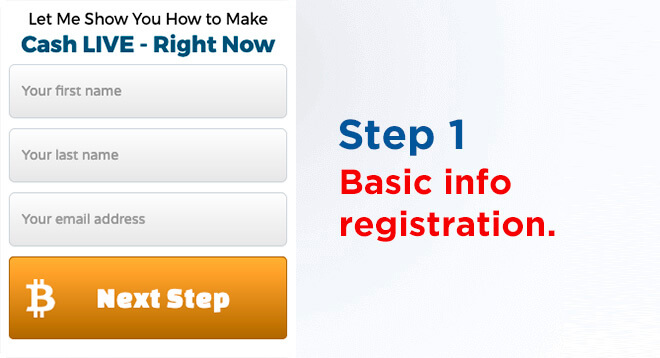 Let Me Show You How to Make
Cash LIVE - Right Now
Your first name
Your last name
Your email address
Next Step
Step 1
Basic info
registration.